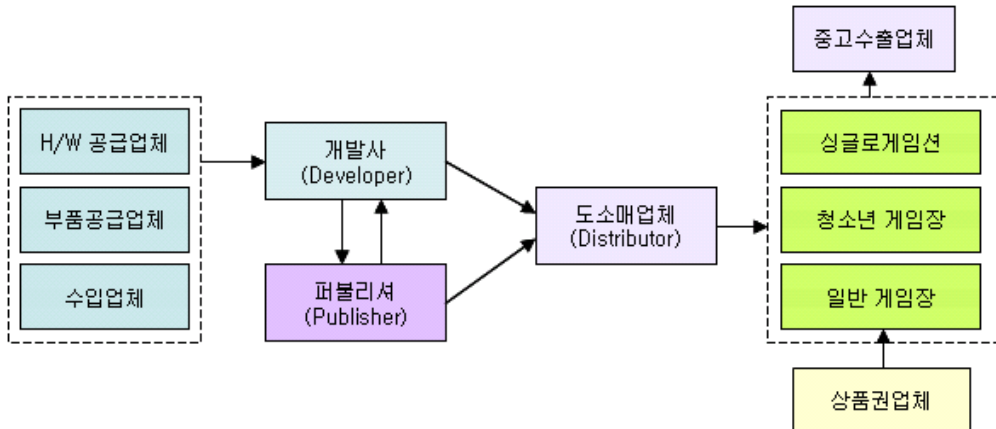 중고수출업체
H/W 공급업체
부품공급업체
수입업체
개발사
(Developer)
퍼블리셔
(Publisher)
도소매업체
(Distributor)
싱글로케이션
청소년 게임장
일반 게임장
상품권업체